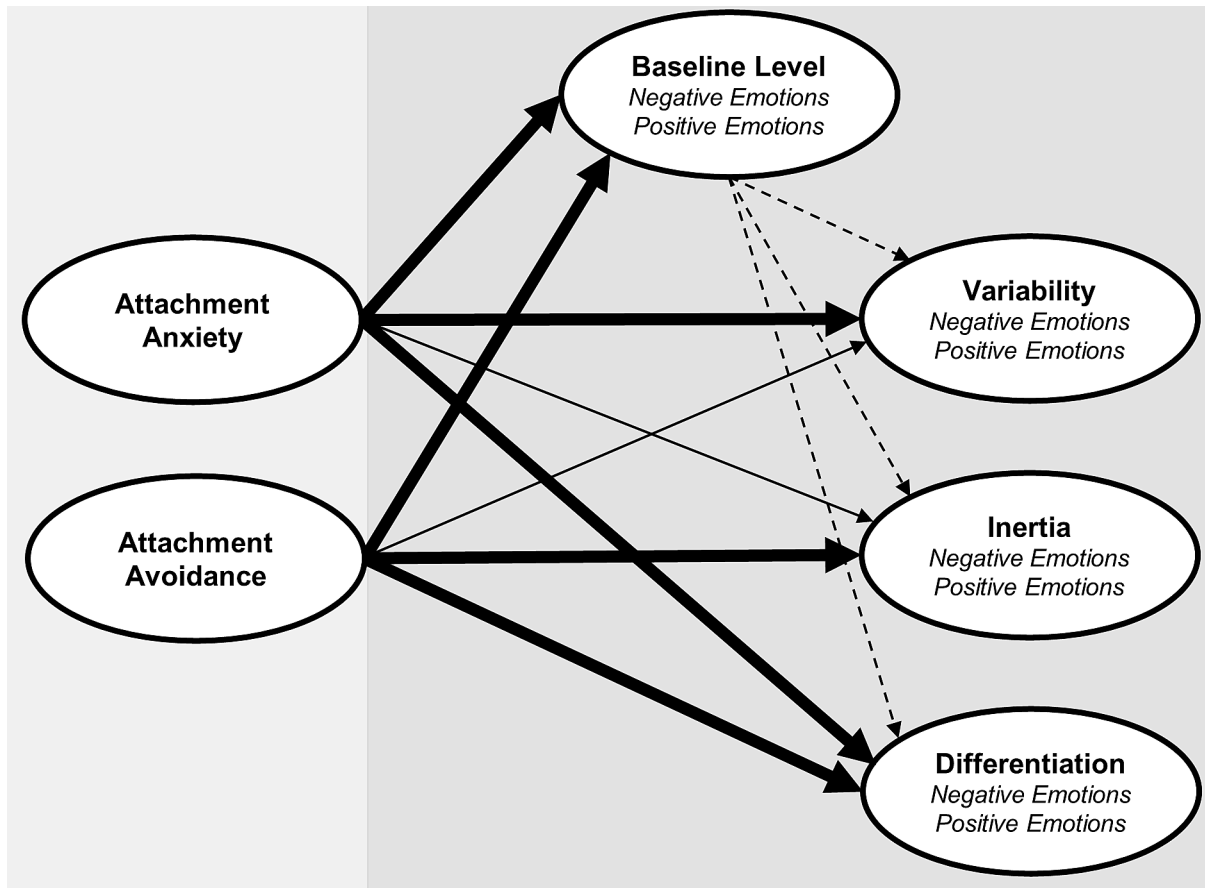 Baseline Level
Negative Emotions
Positive Emotions
Attachment
Anxiety
Variability
Negative Emotions
Positive Emotions
Attachment
Avoidance
Inertia
Negative Emotions
Positive Emotions
Differentiation
Negative Emotions
Positive Emotions